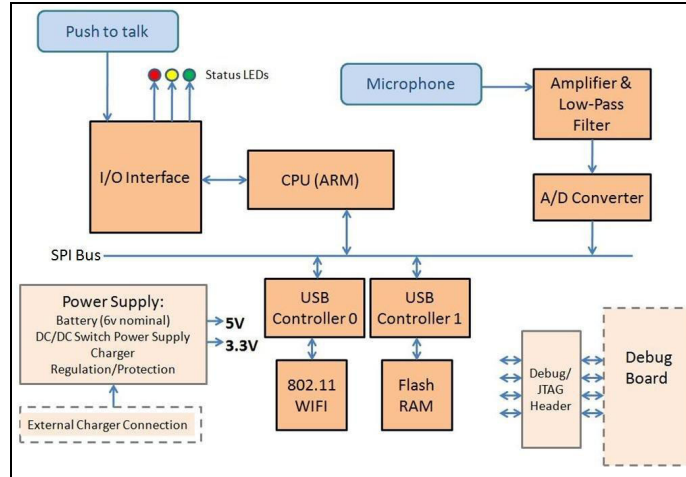 Push to talk
Status LEDs
Microphone
Amplifier &
Low-Pass
Filter
I/O Interface
CPU (ARM)
A/D Converter
SPI Bus
USB
Controller 0
USB
Controller 1
Power Supply:
Battery (6v nominal)
DC/DC Switch Power Supply
Charger
Regulation/Protection
5V
3.3V
802.11
WIFI
Flash
RAM
Debug/
JTAG
Header
Debug
Board
External Charger Connection